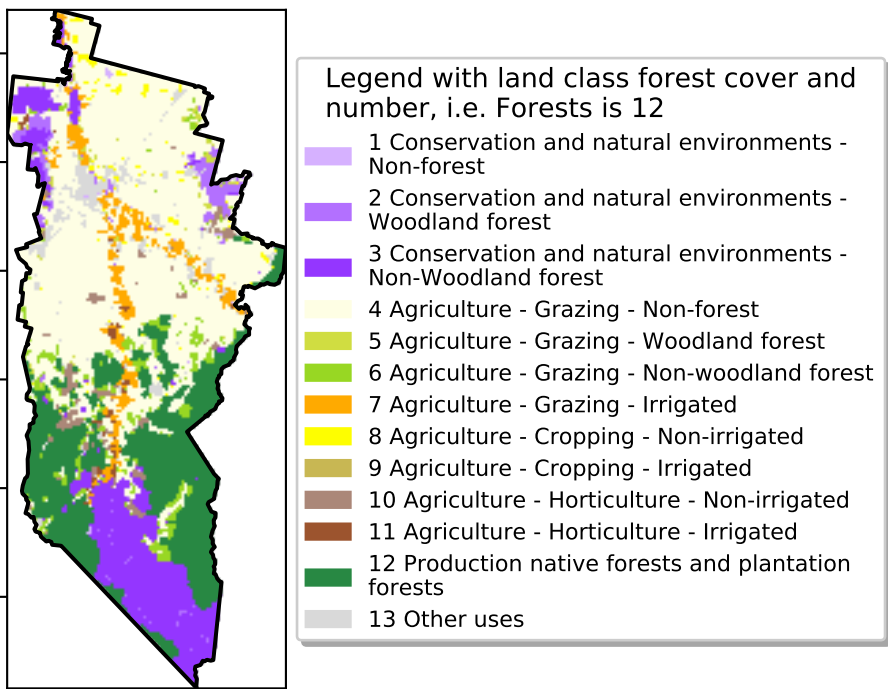 Legend with land class forest cover and
number, i.e. Forests is 12
1 Conservation and natural environments -
Non-forest
2 Conservation and natural environments -
Woodland forest
3 Conservation and natural environments -
Non-Woodland forest
4 Agriculture - Grazing - Non-forest
5 Agriculture - Grazing - Woodland forest
6 Agriculture - Grazing - Non-woodland forest
7 Agriculture - Grazing - Irrigated
8 Agriculture - Cropping - Non-irrigated
9 Agriculture - Cropping - Irrigated
10 Agriculture - Horticulture - Non-irrigated
11 Agriculture - Horticulture - Irrigated
12 Production native forests and plantation
forests
13 Other uses